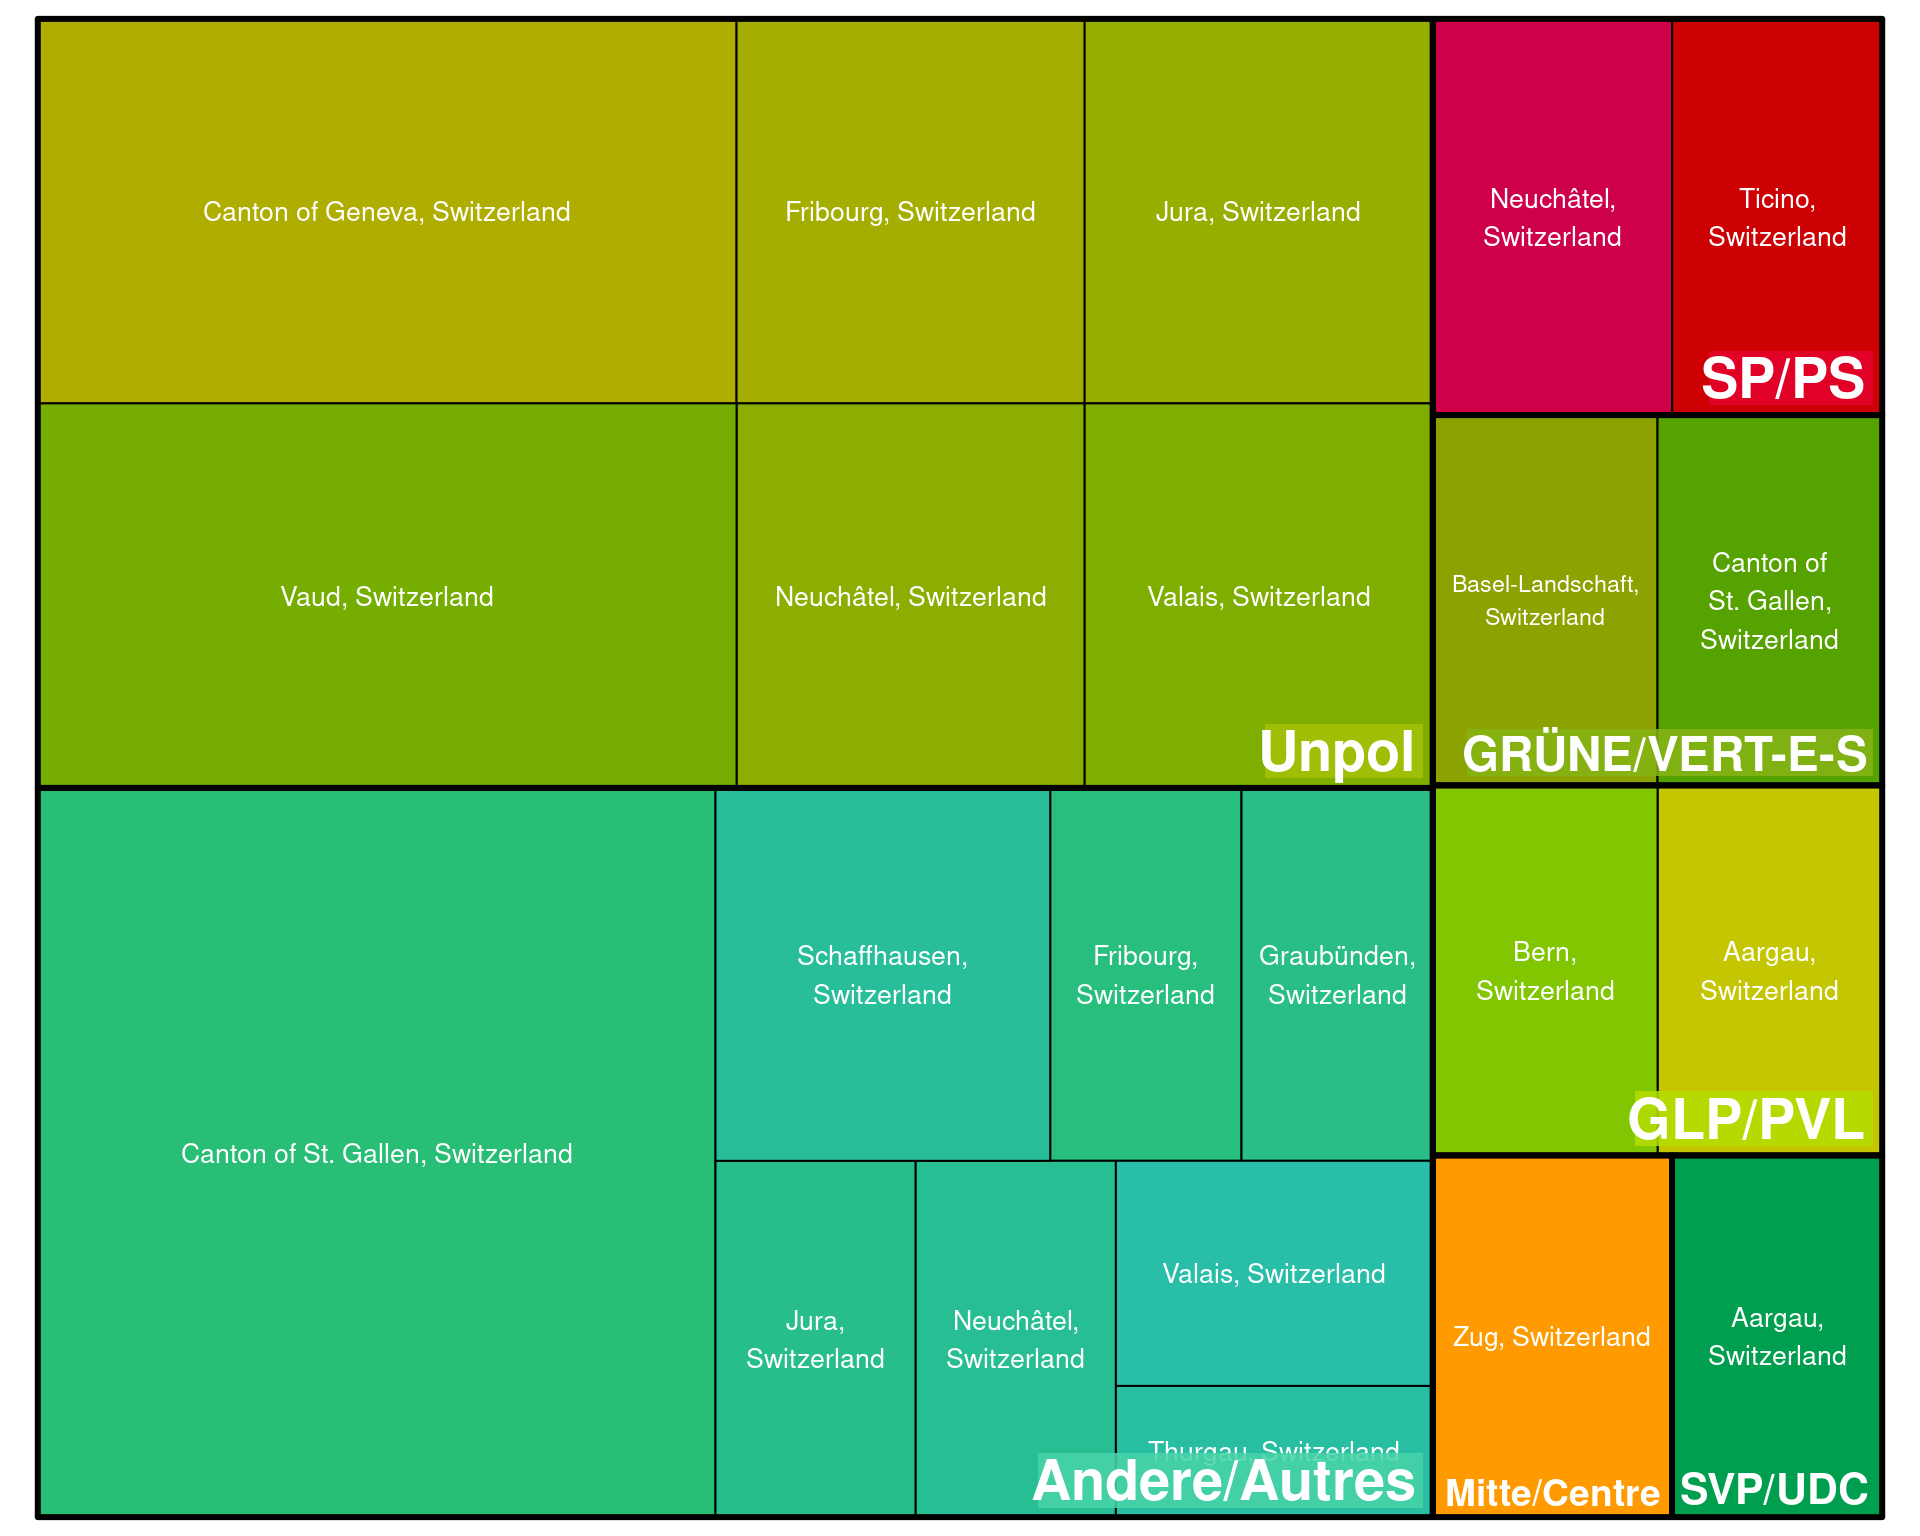 Canton of Geneva, Switzerland
Fribourg, Switzerland
Jura, Switzerland
Vaud, Switzerland
Neuchâtel, Switzerland
Valais, Switzerland
Unpol
Canton of St. Gallen, Switzerland
Schaffhausen,
Switzerland
Fribourg,
Switzerland
Graubünden,
Switzerland
Jura,
Switzerland
Neuchâtel,
Switzerland
Valais, Switzerland
Thurgau, Switzerland
Andere/Autres
Neuchâtel,
Switzerland
Ticino,
Switzerland
SP/PS
Basel-Landschaft,
Switzerland
Canton of
St. Gallen,
Switzerland
GRÜNE/VERT-E-S
Bern,
Switzerland
Aargau,
Switzerland
GLP/PVL
Zug, Switzerland
Mitte/Centre
Aargau,
Switzerland
SVP/UDC